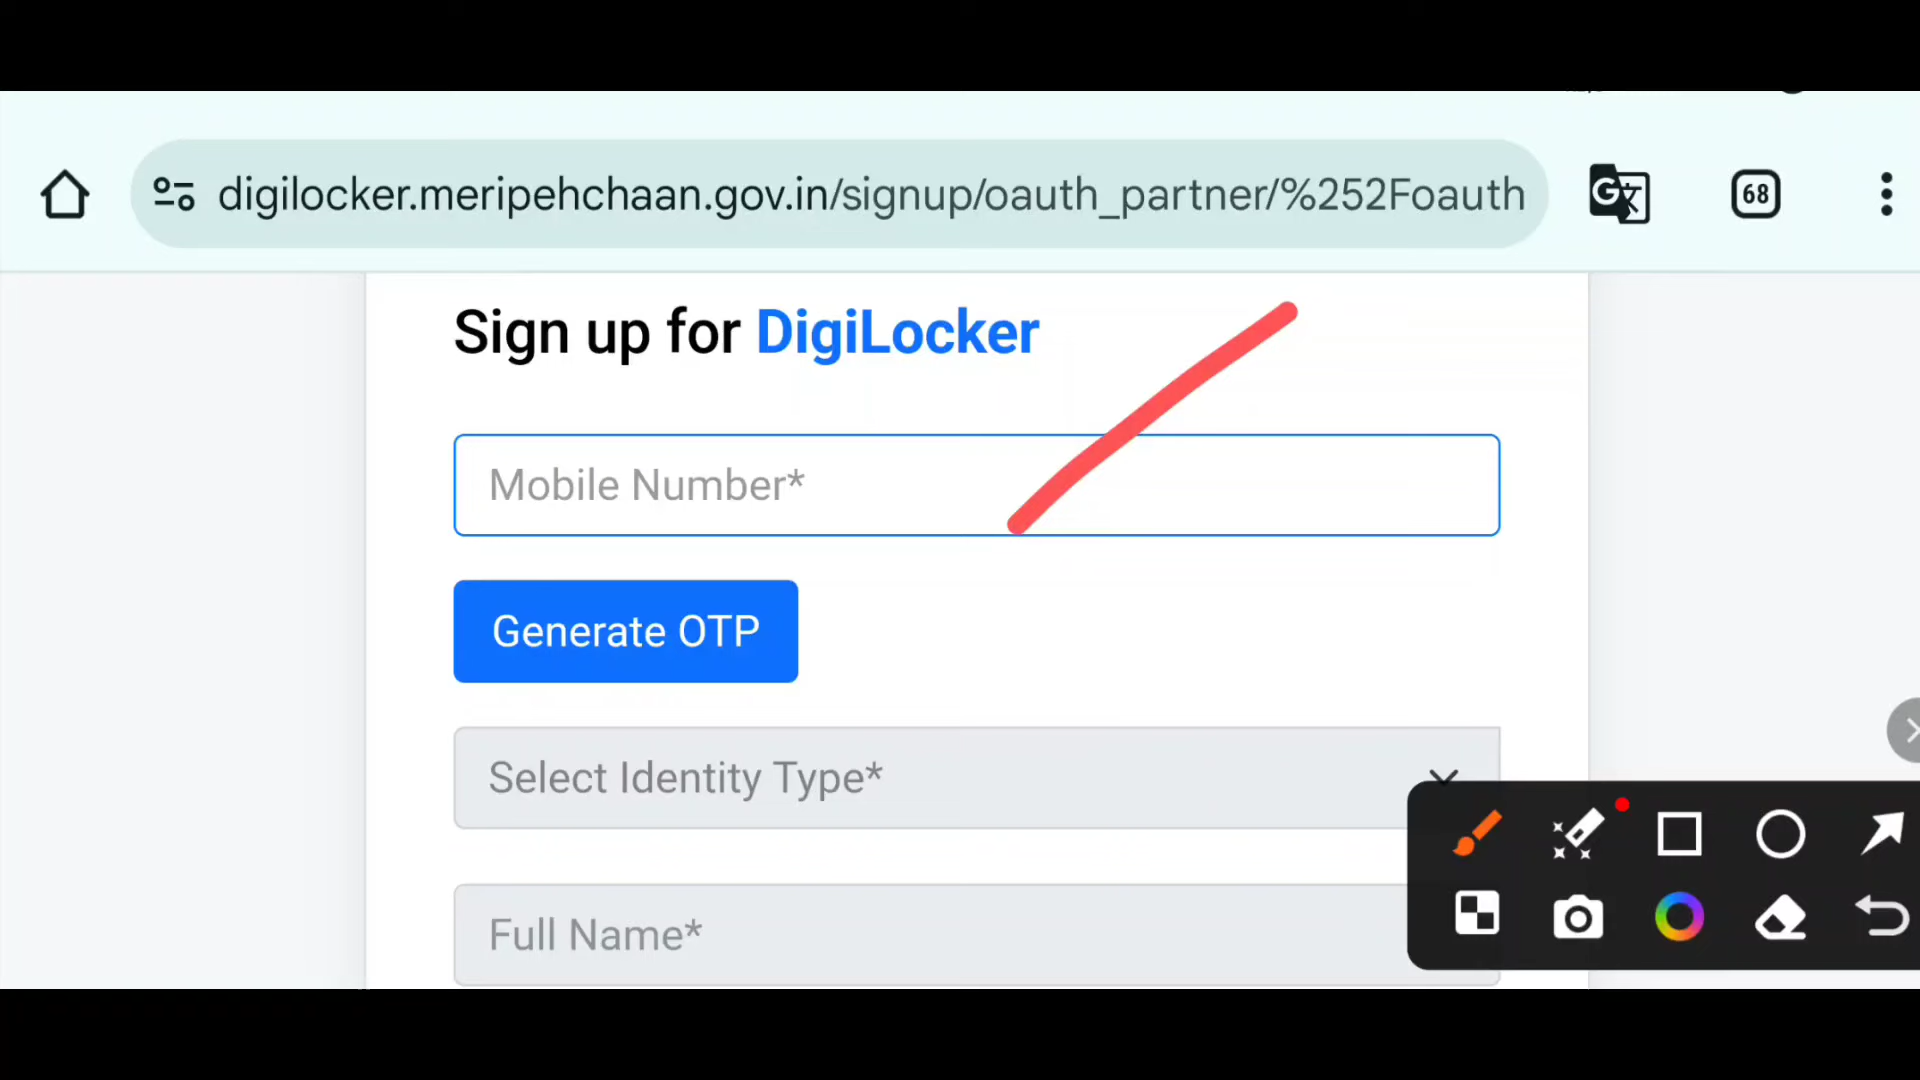 digilocker.meripehchaan.gov.in/signup/oauth_partner/%252Foauth
68
Sign up for DigiLocker
Mobile Number*
Generate OTP
Select Identity Type*
Full Name*